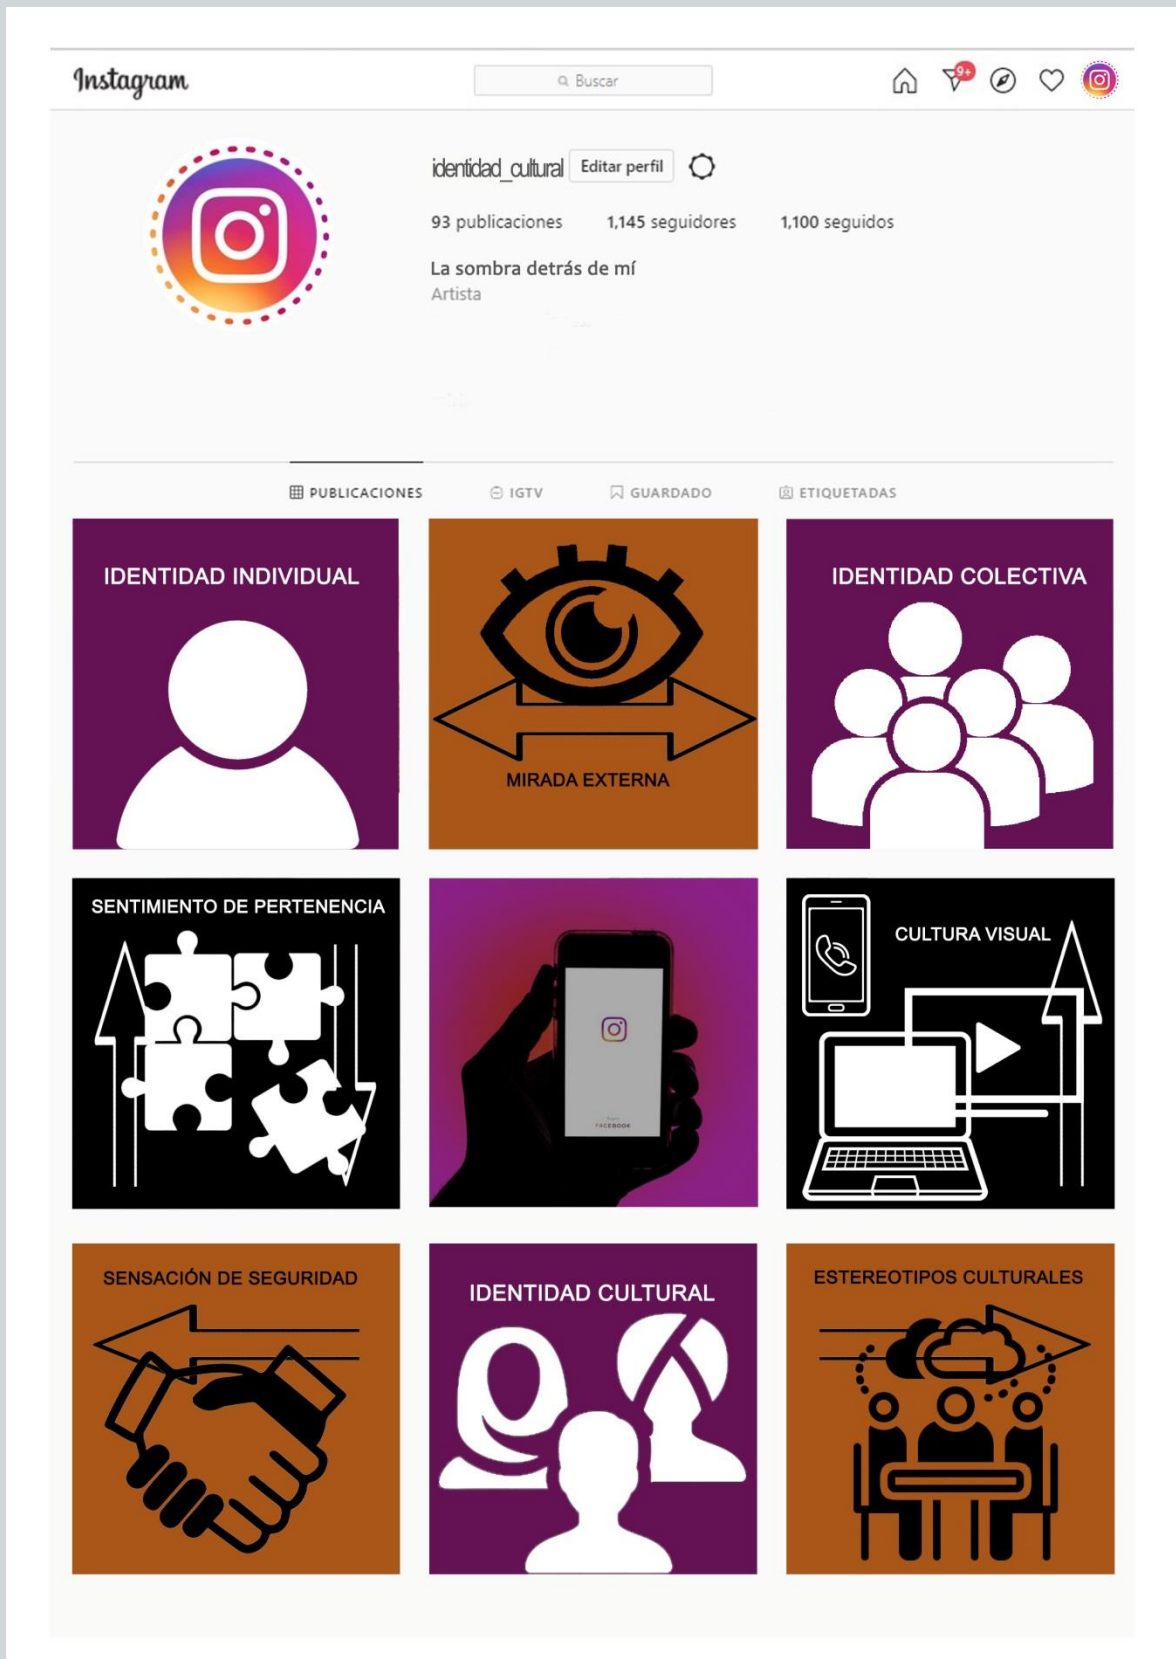 Instagram
Buscar
9+
identidad_cultural Editar perfil
93 publicaciones 1,145 seguidores 1,100 seguidos
La sombra detrás de mí
Artista
PUBLICACIONES IGTV GUARDADO ETIQUETADAS
IDENTIDAD INDIVIDUAL
MIRADA EXTERNA
IDENTIDAD COLECTIVA
SENTIMIENTO DE PERTENENCIA
FACEBOOK
CULTURA VISUAL
SENSACIÓN DE SEGURIDAD
IDENTIDAD CULTURAL
ESTEREOTIPOS CULTURALES